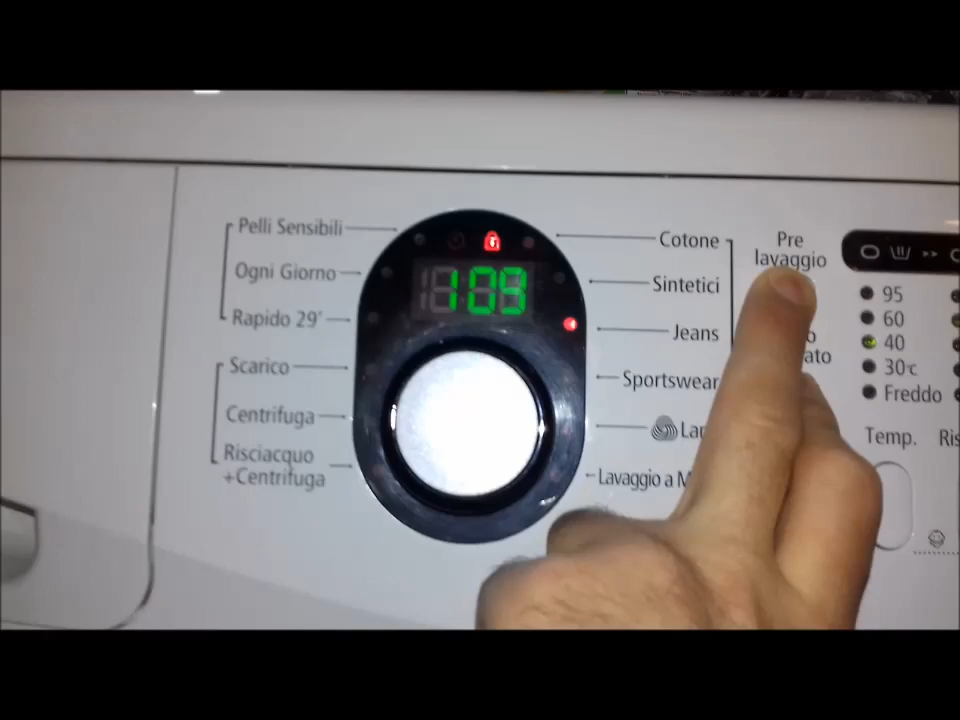 Pelli Sensibili
Ogni Giorno
Rapido 29'
Scarico
Centrifuga
Risciacquo
+Centrifuga
109
Cotone
Sintetici
Jeans
Sportswear
Lavaggio a
Pre
lavaggio
95
60
40
30°c
Freddo
Temp.